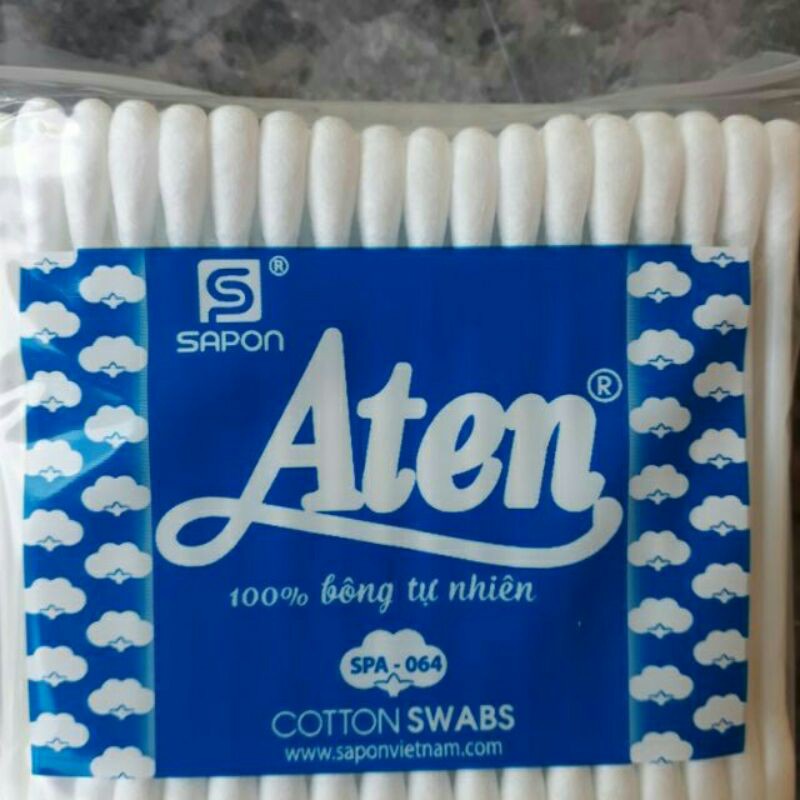 S ®
SAPON
Aten ®
100% bông tự nhiên
SPA - 064
COTTON SWABS
www.saponvietnam.com